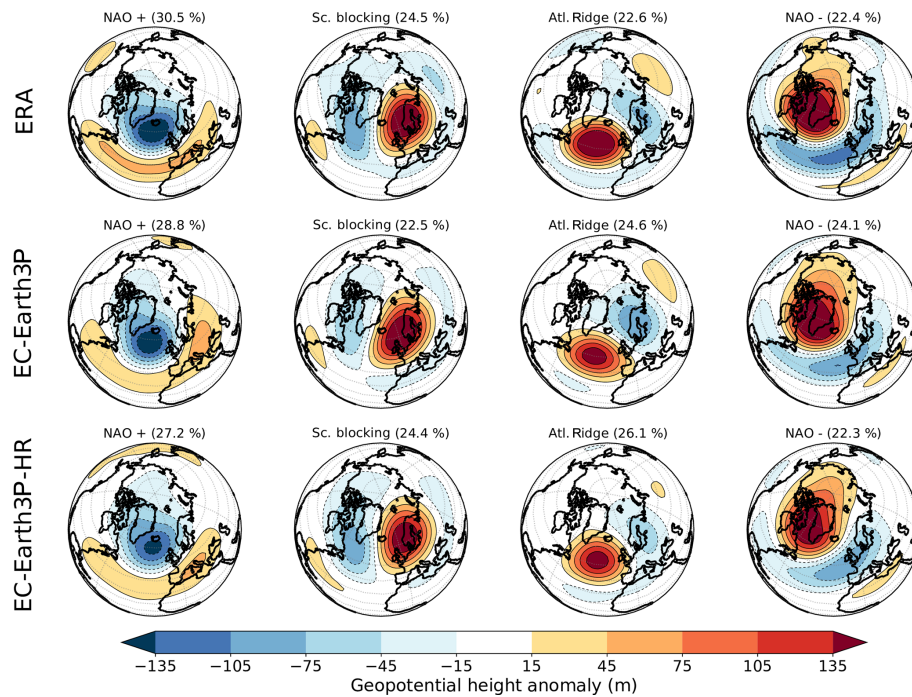 NAO + (30.5 %)
Sc. blocking (24.5 %)
Atl. Ridge (22.6 %)
NAO - (22.4 %)
ERA
NAO + (28.8 %)
Sc. blocking (22.5 %)
Atl. Ridge (24.6 %)
NAO - (24.1 %)
EC-Earth3P
NAO + (27.2 %)
Sc. blocking (24.4 %)
Atl. Ridge (26.1 %)
NAO - (22.3 %)
EC-Earth3P-HR
−135 −105 −75 −45 −15 15 45 75 105 135
Geopotential height anomaly (m)